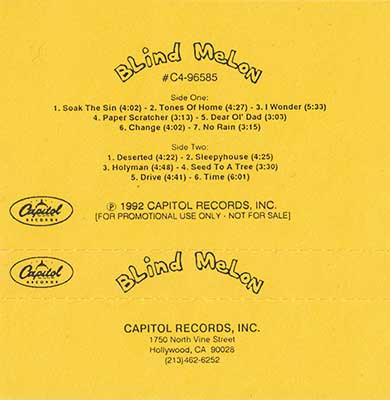 Blind Melon
#C4-96585
Side One:
1. Soak The Sin (4:02) - 2. Tones Of Home (4:27) - 3. I Wonder (5:33)
4. Paper Scratcher (3:13) - 5. Dear Ol' Dad (3:03)
6. Change (4:02) - 7. No Rain (3:15)
Side Two:
1. Deserted (4:22) - 2. Sleepyhouse (4:25)
3. Holyman (4:48) - 4. Seed To A Tree (3:30)
5. Drive (4:41) - 6. Time (6:01)
Capitol
RECORDS
℗ 1992 CAPITOL RECORDS, INC.
[FOR PROMOTIONAL USE ONLY - NOT FOR SALE]
Capitol
RECORDS
Blind Melon
CAPITOL RECORDS, INC.
1750 North Vine Street
Hollywood, CA 90028
(213)462-6252